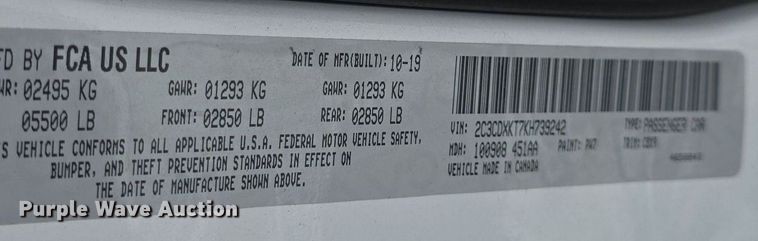 FD BY FCA US LLC DATE OF MFR(BUILT): 10-19
WR: 02495 KG GAWR: 01293 KG GAWR: 01293 KG
05500 LB FRONT: 02850 LB REAR: 02850 LB
S VEHICLE CONFORMS TO ALL APPLICABLE U.S.A. FEDERAL MOTOR VEHICLE SAFETY,
BUMPER, AND THEFT PREVENTION STANDARDS IN EFFECT ON
THE DATE OF MANUFACTURE SHOWN ABOVE.
VIN: 2C3CDXKT7KH739242 TYPE: PASSENGER CAR
MDH: 100908 451AA PAINT: PW7 TRIM:
VEHICLE MADE IN CANADA
Purple Wave Auction